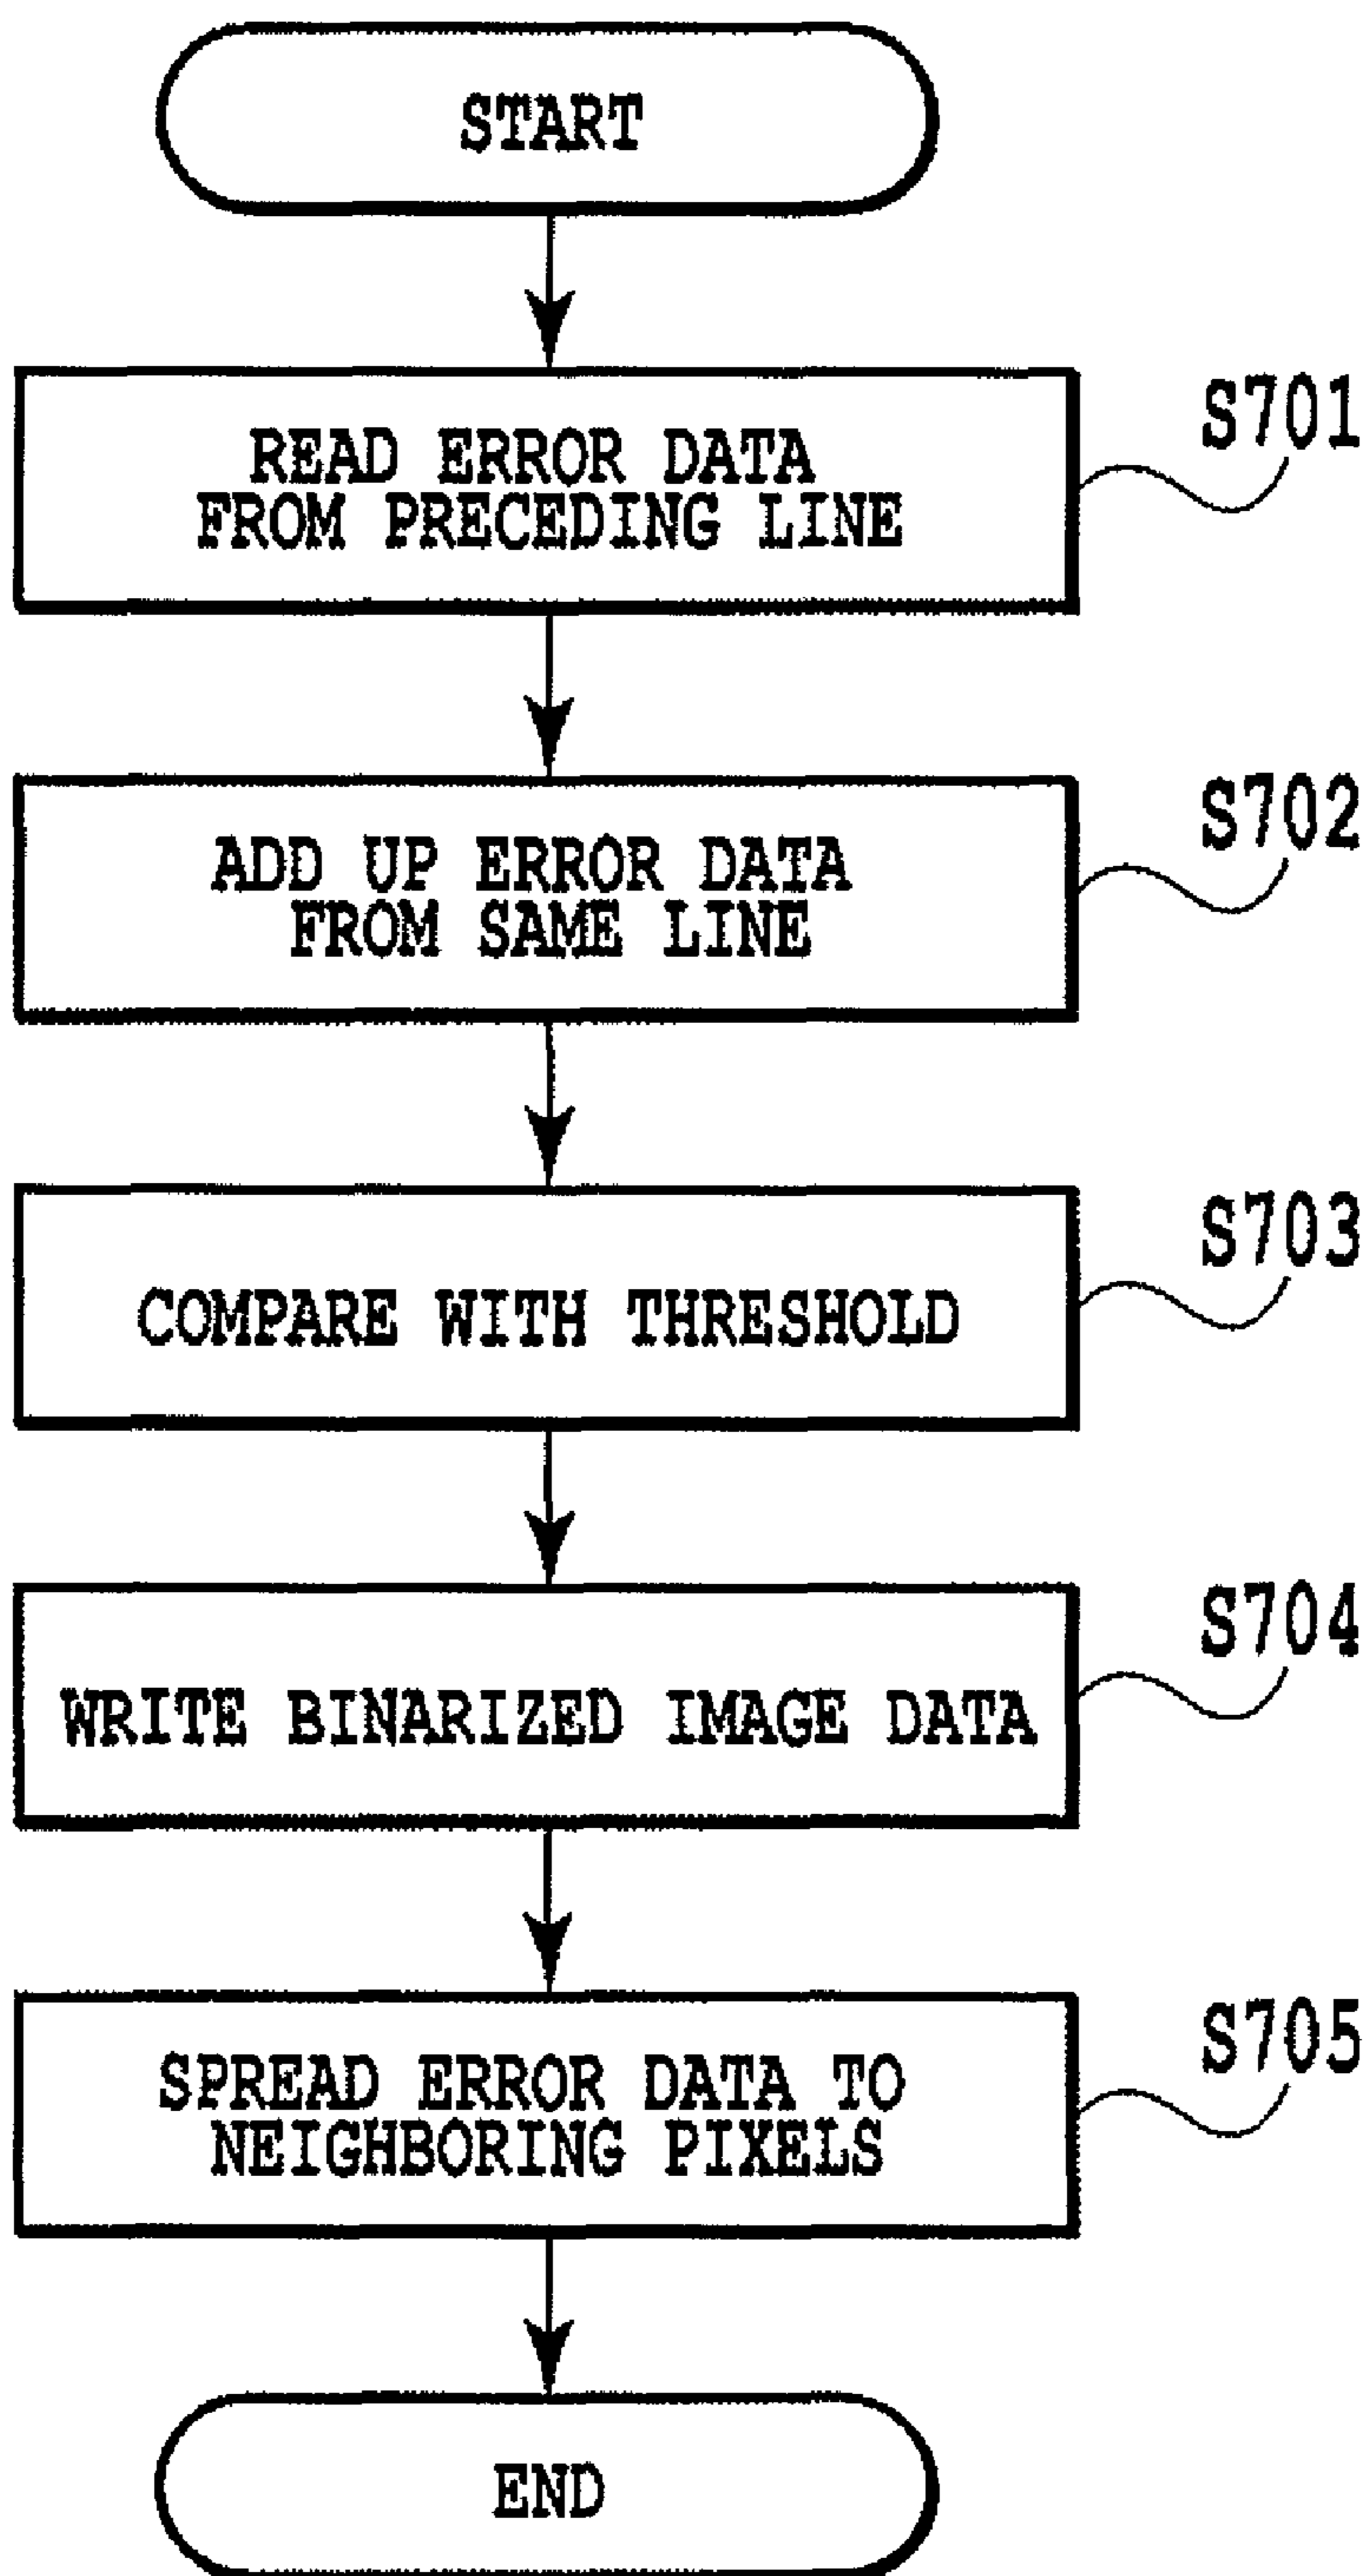 START
S701
READ ERROR DATA
FROM PRECEDING LINE
S702
ADD UP ERROR DATA
FROM SAME LINE
S703
COMPARE WITH THRESHOLD
S704
WRITE BINARIZED IMAGE DATA
S705
SPREAD ERROR DATA TO
NEIGHBORING PIXELS
END